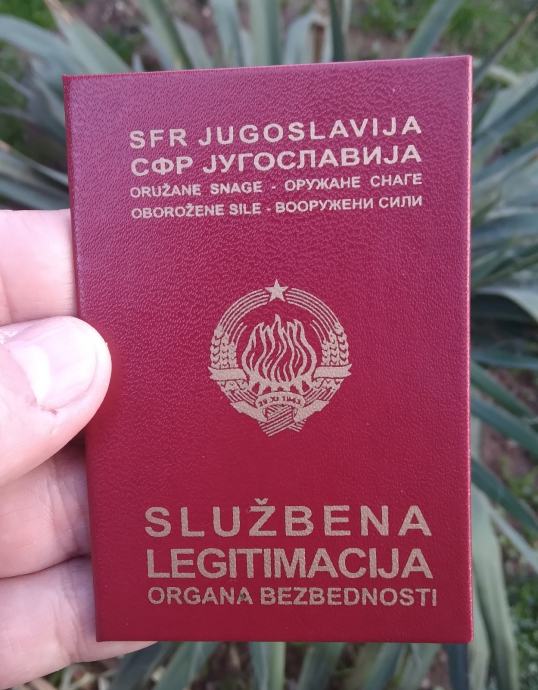 SFR JUGOSLAVIJA
СФР ЈУГОСЛАВИЈА
ORUŽANE SNAGE - ОРУЖАНЕ СНАГЕ
OBOROŽENE SILE - ВООРУЖЕНИ СИЛИ
29·XI·1943
SLUŽBENA
LEGITIMACIJA
ORGANA BEZBEDNOSTI